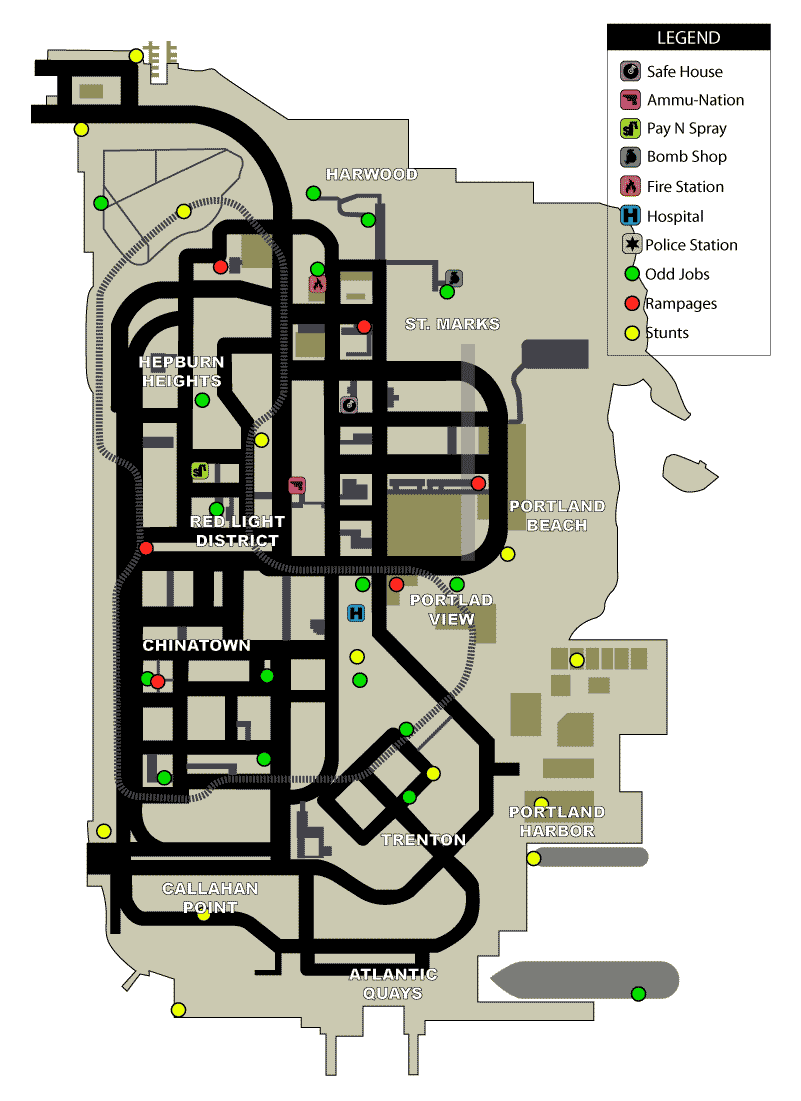 LEGEND
Safe House
Ammu-Nation
Pay N Spray
Bomb Shop
Fire Station
H Hospital
Police Station
Odd Jobs
Rampages
Stunts
HARWOOD
ST. MARKS
HEPBURN
HEIGHTS
PORTLAND
BEACH
RED LIGHT
DISTRICT
PORTLAD
VIEW
H
CHINATOWN
PORTLAND
HARBOR
TRENTON
CALLAHAN
POINT
ATLANTIC
QUAYS